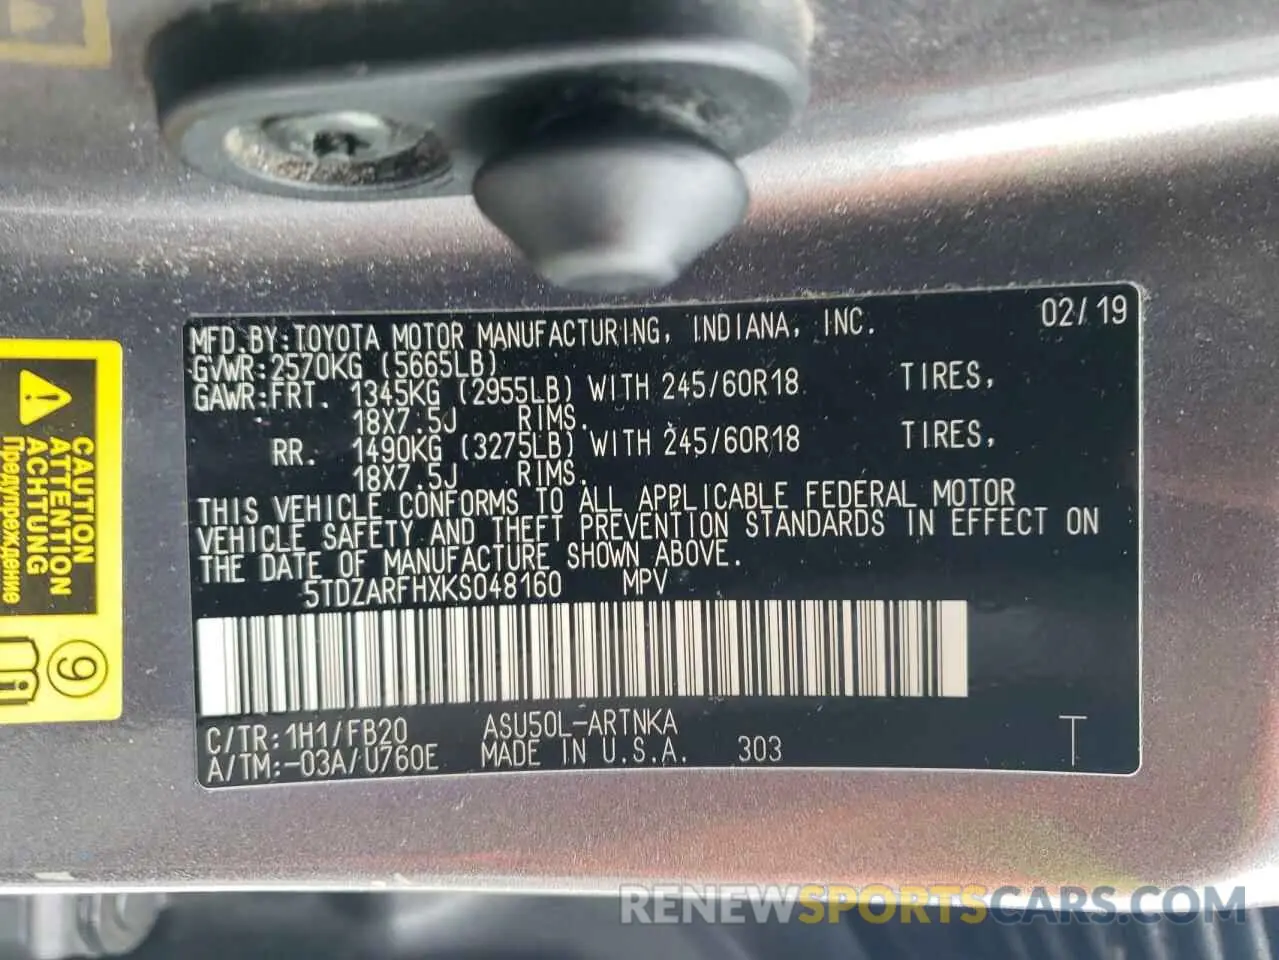 MFD.BY:TOYOTA MOTOR MANUFACTURING, INDIANA, INC. 02/19
GVWR:2570KG (5665LB)
GAWR:FRT. 1345KG (2955LB) WITH 245/60R18 TIRES,
18X7.5J RIMS.
RR. 1490KG (3275LB) WITH 245/60R18 TIRES,
18X7.5J RIMS.
THIS VEHICLE CONFORMS TO ALL APPLICABLE FEDERAL MOTOR
VEHICLE SAFETY AND THEFT PREVENTION STANDARDS IN EFFECT ON
THE DATE OF MANUFACTURE SHOWN ABOVE.
5TDZARFHXKS048160 MPV
C/TR:1H1/FB20 ASU50L-ARTNKA
A/TM:-03A/U760E MADE IN U.S.A. 303 T
CAUTION
ATTENTION
ACHTUNG
Предупреждение
9
i
RENEWSPORTSCARS.COM